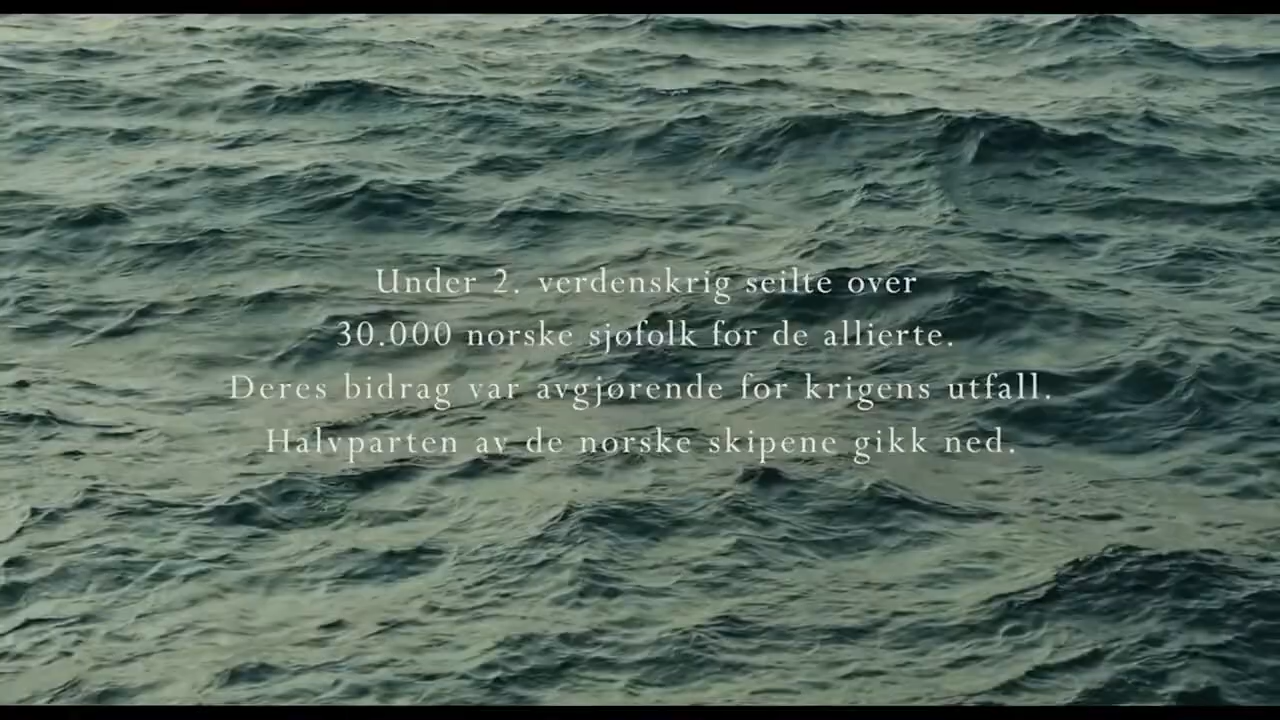 Under 2. verdenskrig seilte over
30.000 norske sjøfolk for de allierte.
Deres bidrag var avgjørende for krigens utfall.
Halvparten av de norske skipene gikk ned.